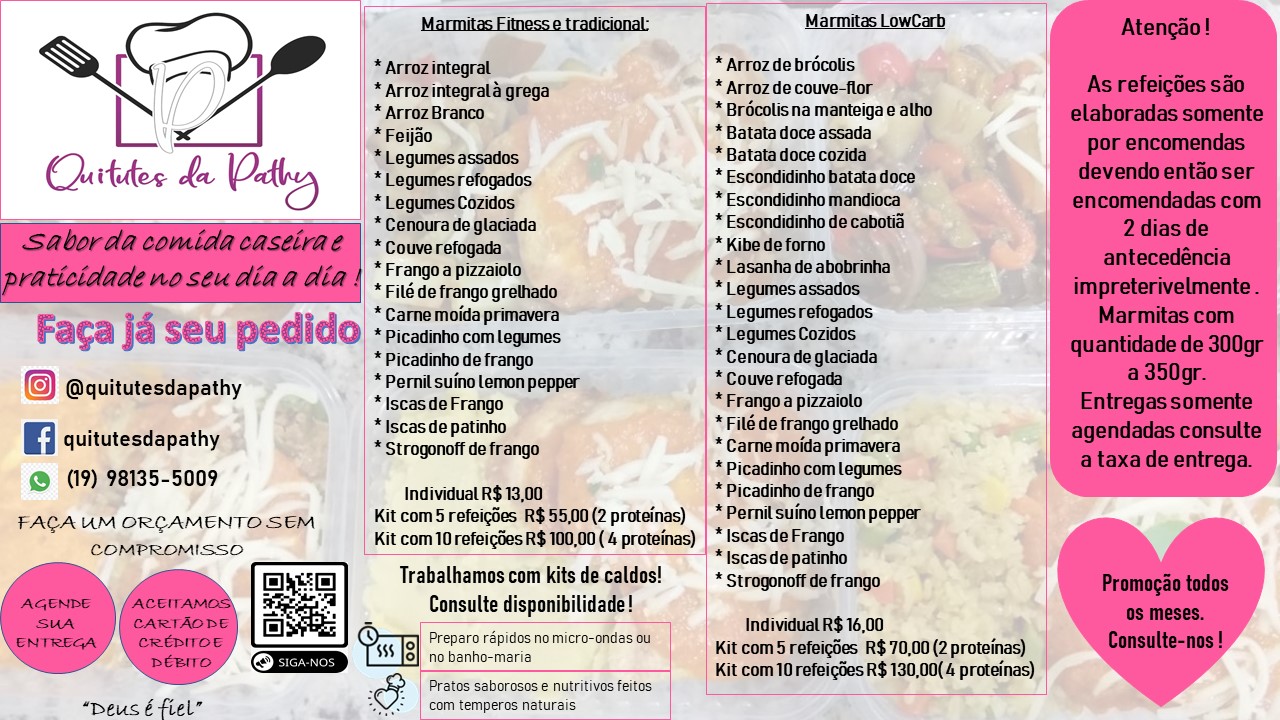 Quitutes da Pathy
Sabor da comida caseira e
praticidade no seu dia a dia !
Faça já seu pedido
@quitutesdapathy
quitutesdapathy
(19) 98135-5009
FAÇA UM ORÇAMENTO SEM
COMPROMISSO
AGENDE
SUA
ENTREGA
ACEITAMOS
CARTÃO DE
CRÉDITO E
DÉBITO
SIGA-NOS
“Deus é fiel”
Marmitas Fitness e tradicional:
* Arroz integral
* Arroz integral à grega
* Arroz Branco
* Feijão
* Legumes assados
* Legumes refogados
* Legumes Cozidos
* Cenoura de glaciada
* Couve refogada
* Frango a pizzaiolo
* Filé de frango grelhado
* Carne moída primavera
* Picadinho com legumes
* Picadinho de frango
* Pernil suíno lemon pepper
* Iscas de Frango
* Iscas de patinho
* Strogonoff de frango
Individual R$ 13,00
Kit com 5 refeições R$ 55,00 (2 proteínas)
Kit com 10 refeições R$ 100,00 ( 4 proteínas)
Trabalhamos com kits de caldos!
Consulte disponibilidade!
Preparo rápidos no micro-ondas ou
no banho-maria
Pratos saborosos e nutritivos feitos
com temperos naturais
Marmitas LowCarb
* Arroz de brócolis
* Arroz de couve-flor
* Brócolis na manteiga e alho
* Batata doce assada
* Batata doce cozida
* Escondidinho batata doce
* Escondidinho mandioca
* Escondidinho de cabotiã
* Kibe de forno
* Lasanha de abobrinha
* Legumes assados
* Legumes refogados
* Legumes Cozidos
* Cenoura de glaciada
* Couve refogada
* Frango a pizzaiolo
* Filé de frango grelhado
* Carne moída primavera
* Picadinho com legumes
* Picadinho de frango
* Pernil suíno lemon pepper
* Iscas de Frango
* Iscas de patinho
* Strogonoff de frango
Individual R$ 16,00
Kit com 5 refeições R$ 70,00 (2 proteínas)
Kit com 10 refeições R$ 130,00( 4 proteínas)
Atenção !
As refeições são
elaboradas somente
por encomendas
devendo então ser
encomendadas com
2 dias de
antecedência
impreterivelmente .
Marmitas com
quantidade de 300gr
a 350gr.
Entregas somente
agendadas consulte
a taxa de entrega.
Promoção todos
os meses.
Consulte-nos !